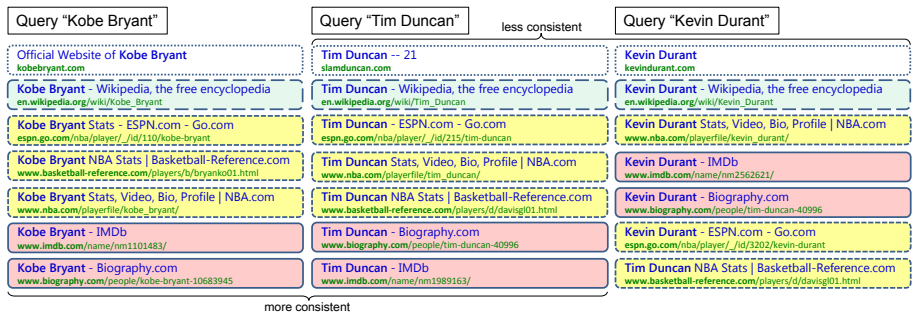 Query “Kobe Bryant”
Official Website of Kobe Bryant
kobebryant.com
Kobe Bryant - Wikipedia, the free encyclopedia
en.wikipedia.org/wiki/Kobe_Bryant
Kobe Bryant Stats - ESPN.com - Go.com
espn.go.com/nba/player/_/id/110/kobe-bryant
Kobe Bryant NBA Stats | Basketball-Reference.com
www.basketball-reference.com/players/b/bryanko01.html
Kobe Bryant Stats, Video, Bio, Profile | NBA.com
www.nba.com/playerfile/kobe_bryant/
Kobe Bryant - IMDb
www.imdb.com/name/nm1101483/
Kobe Bryant - Biography.com
www.biography.com/people/kobe-bryant-10683945
Query “Tim Duncan”
less consistent
Tim Duncan -- 21
slamduncan.com
Tim Duncan - Wikipedia, the free encyclopedia
en.wikipedia.org/wiki/Tim_Duncan
Tim Duncan - ESPN.com - Go.com
espn.go.com/nba/player/_/id/215/tim-duncan
Tim Duncan Stats, Video, Bio, Profile | NBA.com
www.nba.com/playerfile/tim_duncan/
Tim Duncan NBA Stats | Basketball-Reference.com
www.basketball-reference.com/players/d/davisgl01.html
Tim Duncan - Biography.com
www.biography.com/people/tim-duncan-40996
Tim Duncan - IMDb
www.imdb.com/name/nm1989163/
more consistent
Query “Kevin Durant”
Kevin Durant
kevindurant.com
Kevin Durant - Wikipedia, the free encyclopedia
en.wikipedia.org/wiki/Kevin_Durant
Kevin Durant Stats, Video, Bio, Profile | NBA.com
www.nba.com/playerfile/kevin_durant/
Kevin Durant - IMDb
www.imdb.com/name/nm2562621/
Kevin Durant - Biography.com
www.biography.com/people/tim-duncan-40996
Kevin Durant - ESPN.com - Go.com
espn.go.com/nba/player/_/id/3202/kevin-durant
Tim Duncan NBA Stats | Basketball-Reference.com
www.basketball-reference.com/players/d/davisgl01.html